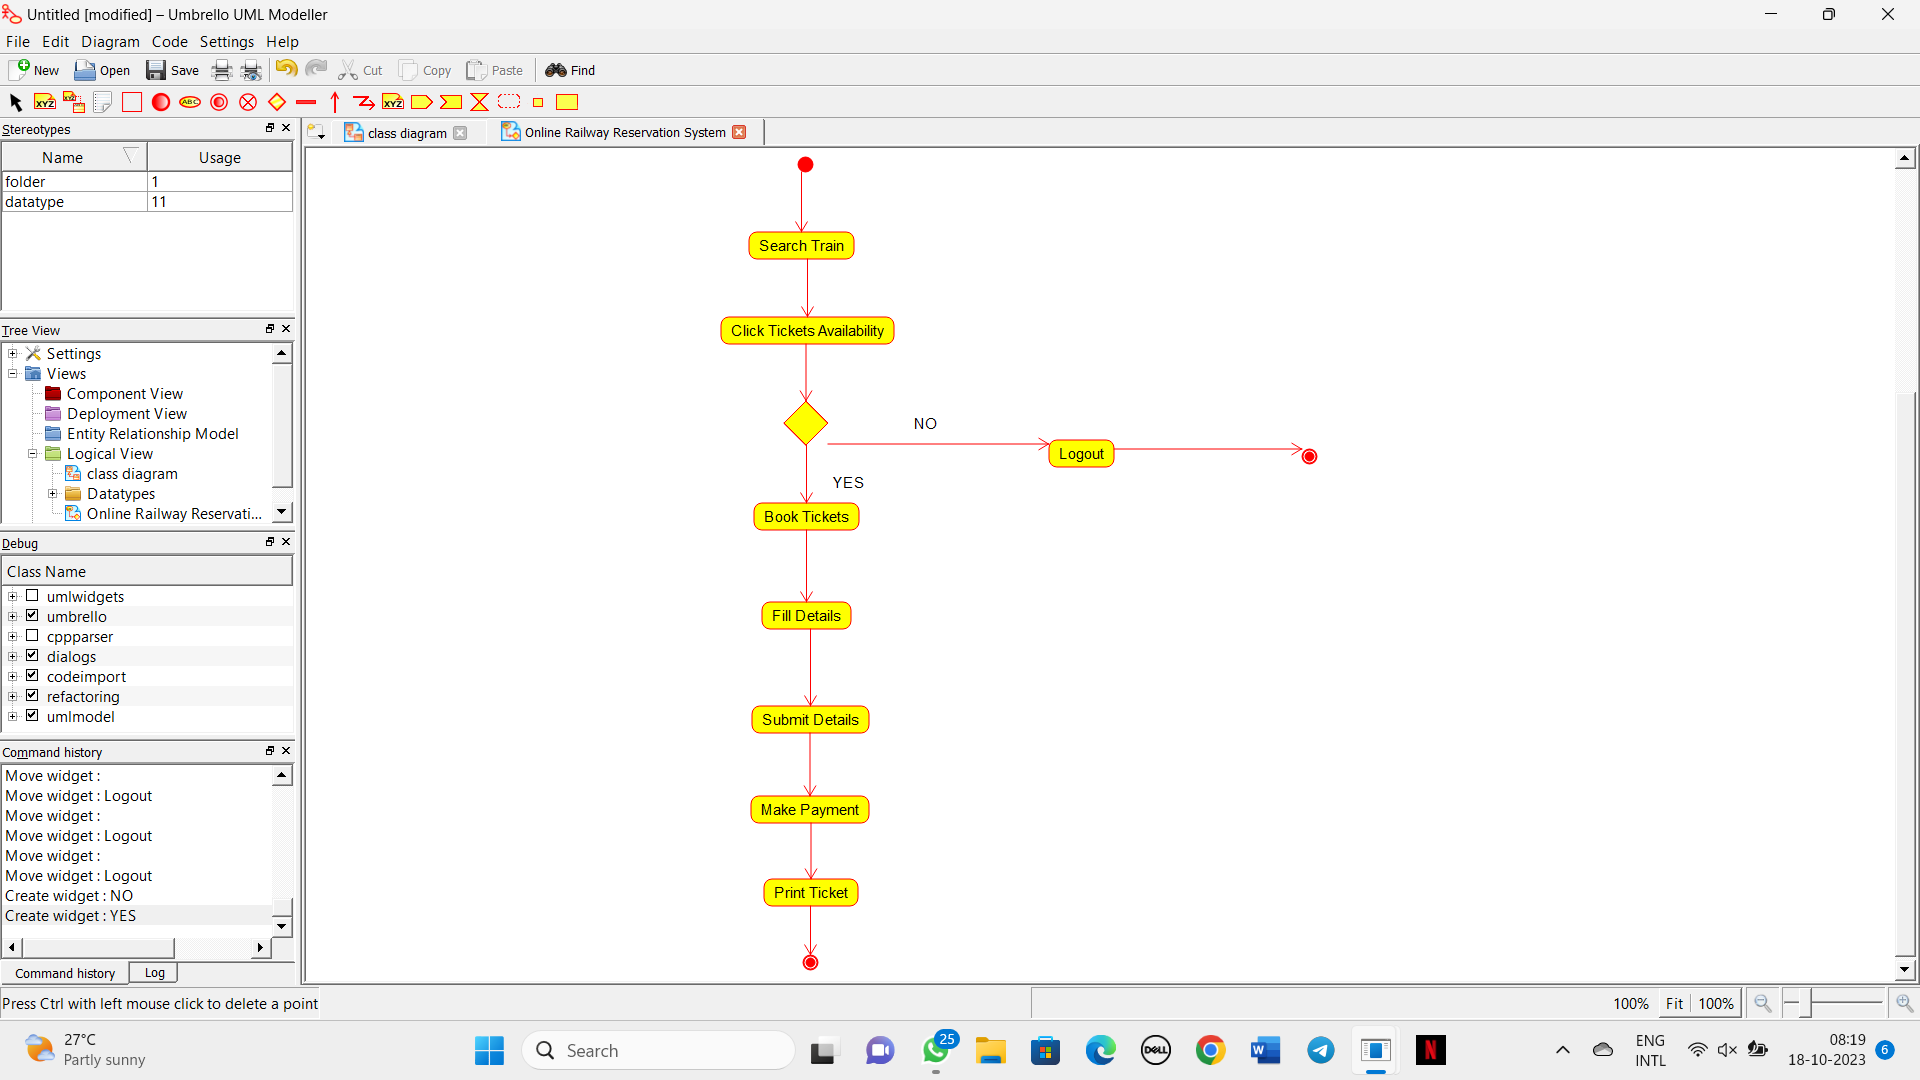 Untitled [modified] – Umbrello UML Modeller
File Edit Diagram Code Settings Help
New Open Save Cut Copy Paste Find
XYZ XYZ ABC XYZ
Stereotypes
class diagram Online Railway Reservation System
Name Usage
folder 1
datatype 11
Tree View
Settings
Views
Component View
Deployment View
Entity Relationship Model
Logical View
class diagram
Datatypes
Online Railway Reservati...
Debug
Class Name
umlwidgets
umbrello
cppparser
dialogs
codeimport
refactoring
umlmodel
Command history
Move widget :
Move widget : Logout
Move widget :
Move widget : Logout
Move widget :
Move widget : Logout
Create widget : NO
Create widget : YES
Command history Log
Search Train
Click Tickets Availability
NO
Logout
YES
Book Tickets
Fill Details
Submit Details
Make Payment
Print Ticket
Press Ctrl with left mouse click to delete a point
100% Fit 100%
27°C
Partly sunny
Search
25
DELL
W
N
ENG
INTL
08:19
18-10-2023
6